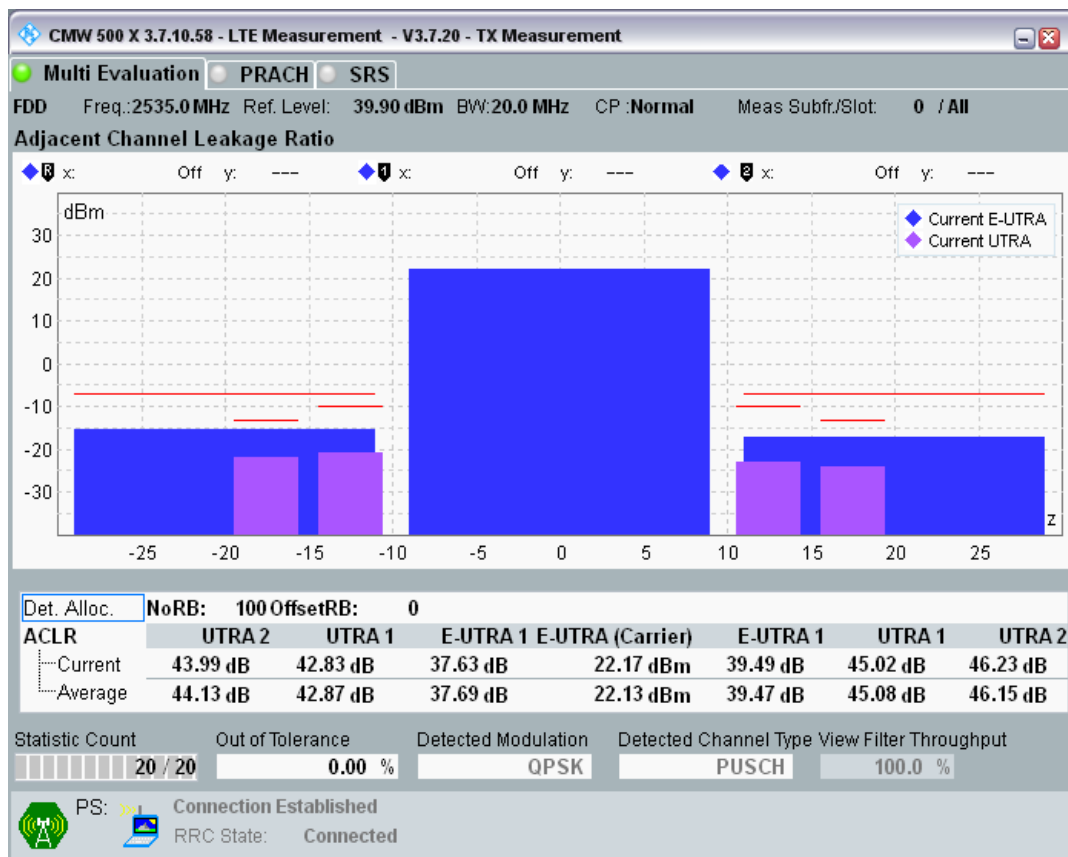 CMW 500 X 3.7.10.58 - LTE Measurement - V3.7.20 - TX Measurement
Multi Evaluation PRACH SRS
FDD Freq.:2535.0 MHz Ref. Level: 39.90 dBm BW:20.0 MHz CP :Normal Meas Subfr./Slot: 0 / All
Adjacent Channel Leakage Ratio
R x: Off y: --- 1 x: Off y: --- 2 x: Off y: ---
dBm
Current E-UTRA
Current UTRA
30
20
10
0
-10
-20
-30
z
-25 -20 -15 -10 -5 0 5 10 15 20 25
Det. Alloc. NoRB: 100 OffsetRB: 0
ACLR UTRA 2 UTRA 1 E-UTRA 1 E-UTRA (Carrier) E-UTRA 1 UTRA 1 UTRA 2
Current 43.99 dB 42.83 dB 37.63 dB 22.17 dBm 39.49 dB 45.02 dB 46.23 dB
Average 44.13 dB 42.87 dB 37.69 dB 22.13 dBm 39.47 dB 45.08 dB 46.15 dB
Statistic Count Out of Tolerance Detected Modulation Detected Channel Type View Filter Throughput
20 / 20 0.00 % QPSK PUSCH 100.0 %
PS: Connection Established
RRC State: Connected